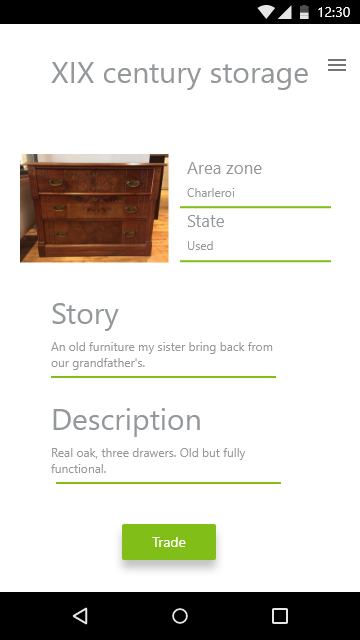 12:30
XIX century storage
Area zone
Charleroi
State
Used
Story
An old furniture my sister bring back from
our grandfather's.
Description
Real oak, three drawers. Old but fully
functional.
Trade